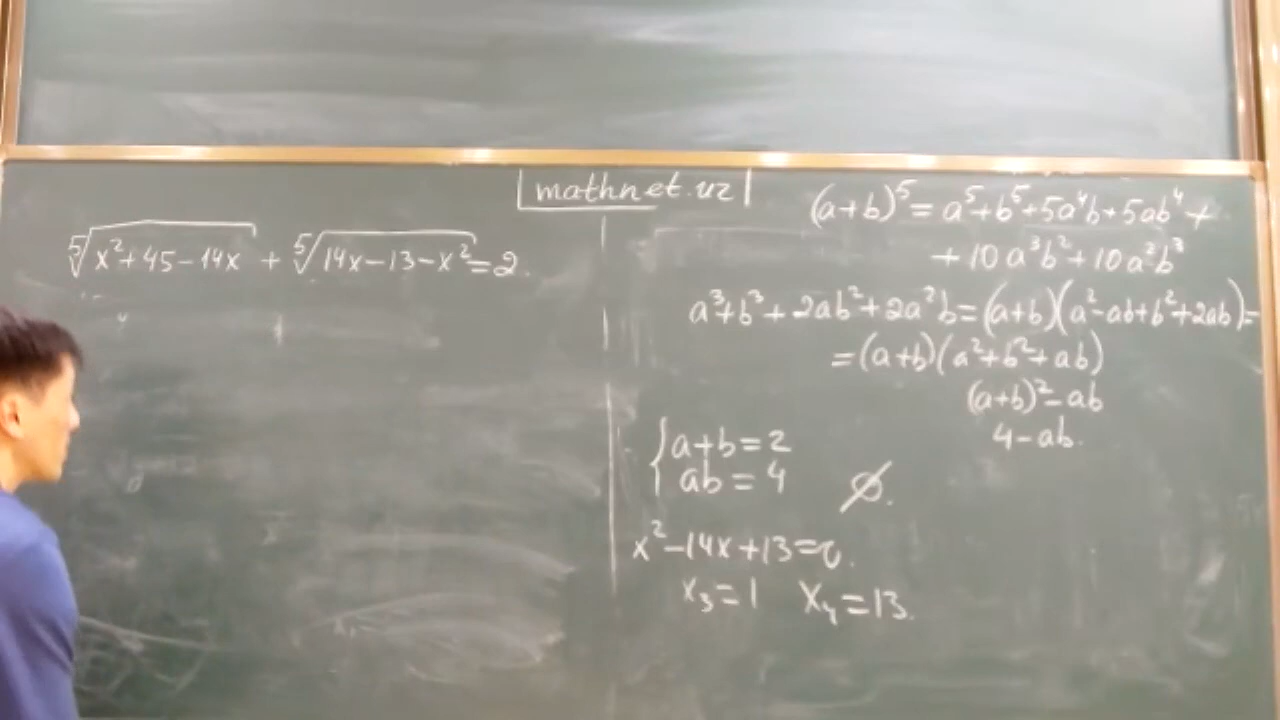 mathnet.uz
⁵√(x²+45-14x) + ⁵√(14x-13-x²) = 2.
(a+b)⁵ = a⁵+b⁵+5a⁴b+5ab⁴+
+10a³b²+10a²b³
a³+b³+2ab²+2a²b=(a+b)(a²-ab+b²+2ab)=
=(a+b)(a²+b²+ab)
(a+b)²-ab
4-ab.
{a+b=2
ab=4 ∅.
x²-14x+13=0.
x₃=1 x₄=13.